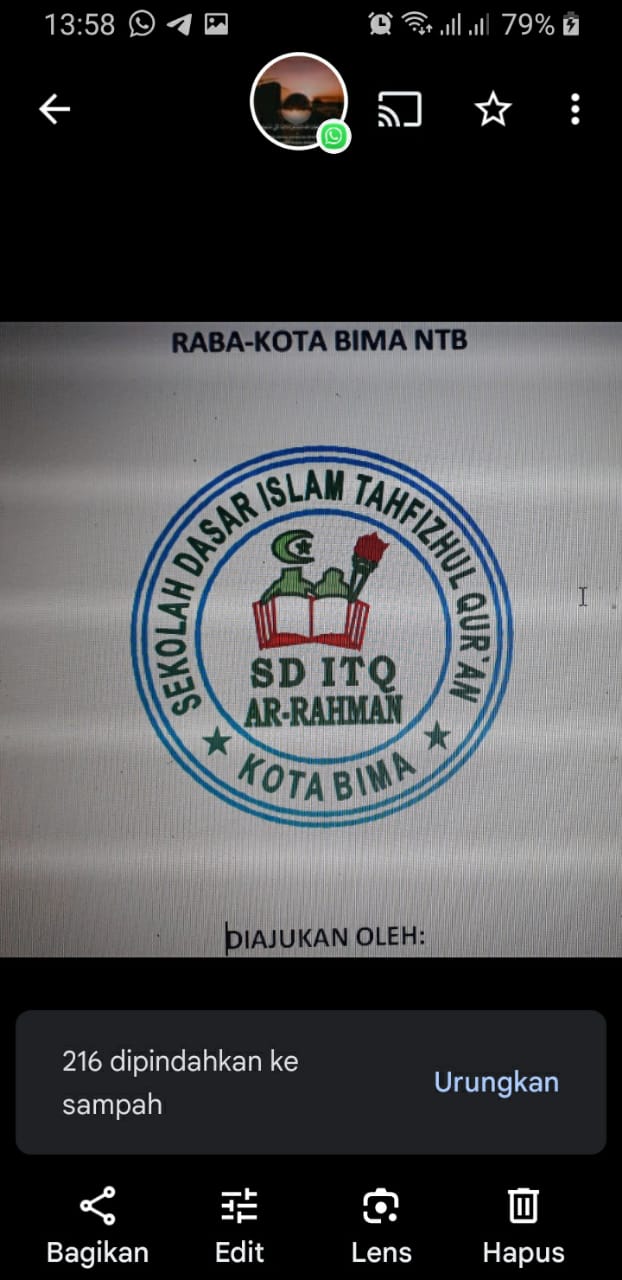 13:58 79%
RABA-KOTA BIMA NTB
SEKOLAH DASAR ISLAM TAHFIZHUL QUR'AN
SD ITQ
AR-RAHMAN
KOTA BIMA
DIAJUKAN OLEH:
216 dipindahkan ke
sampah
Urungkan
Bagikan Edit Lens Hapus